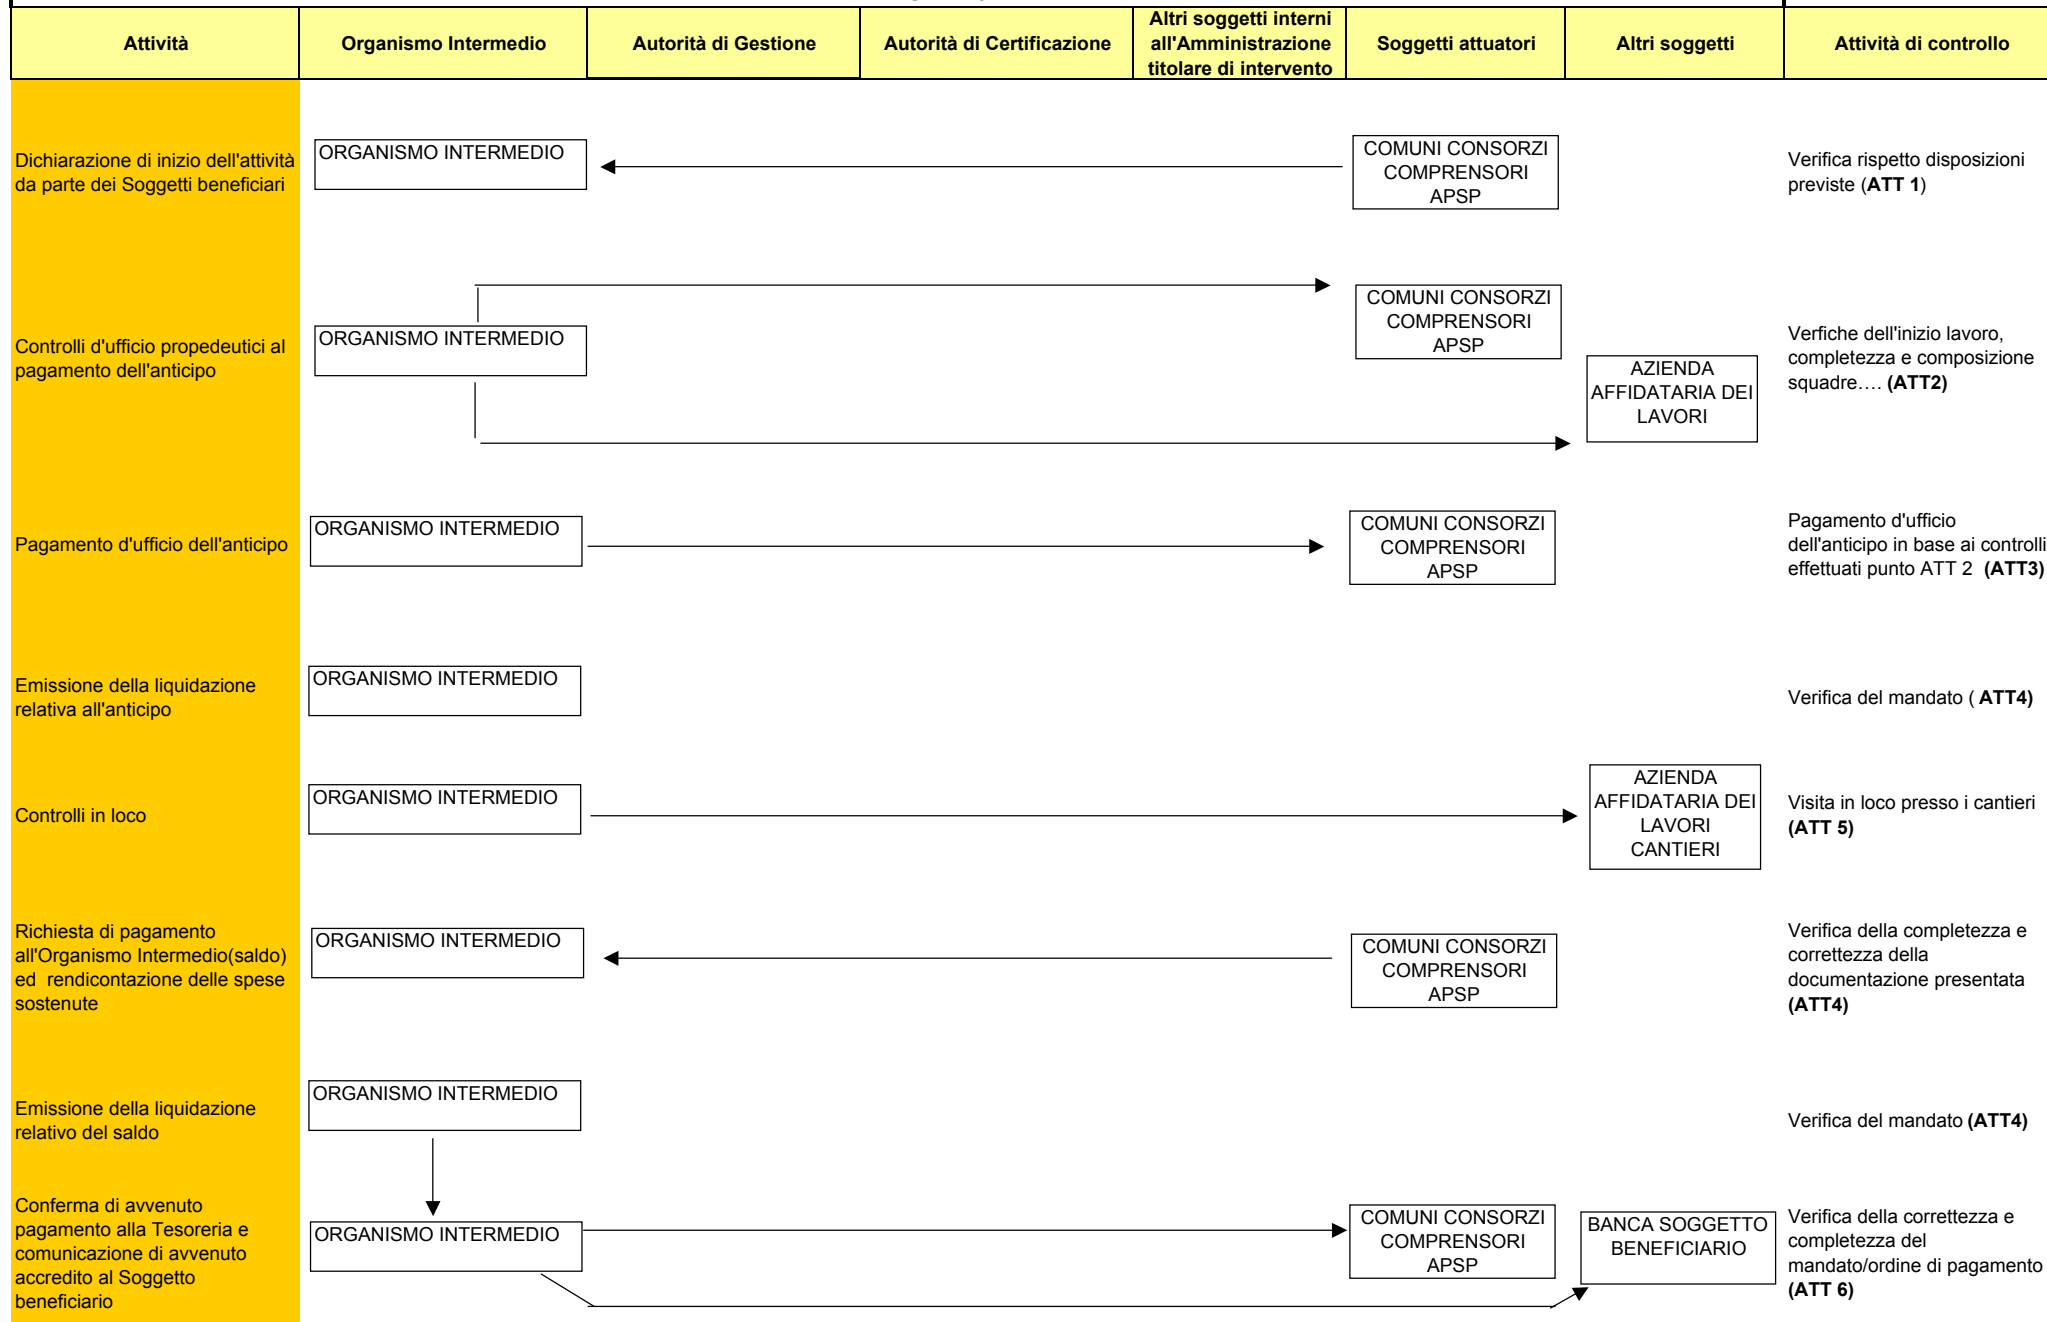 Attività
Organismo Intermedio
Autorità di Gestione
Autorità di Certificazione
Altri soggetti interni
all'Amministrazione
titolare di intervento
Soggetti attuatori
Altri soggetti
Attività di controllo
Dichiarazione di inizio dell'attività
da parte dei Soggetti beneficiari
ORGANISMO INTERMEDIO
COMUNI CONSORZI
COMPRENSORI
APSP
Verifica rispetto disposizioni
previste (ATT 1)
Controlli d'ufficio propedeutici al
pagamento dell'anticipo
ORGANISMO INTERMEDIO
COMUNI CONSORZI
COMPRENSORI
APSP
AZIENDA
AFFIDATARIA DEI
LAVORI
Verfiche dell'inizio lavoro,
completezza e composizione
squadre…. (ATT2)
Pagamento d'ufficio dell'anticipo
ORGANISMO INTERMEDIO
COMUNI CONSORZI
COMPRENSORI
APSP
Pagamento d'ufficio
dell'anticipo in base ai controlli
effettuati punto ATT 2 (ATT3)
Emissione della liquidazione
relativa all'anticipo
ORGANISMO INTERMEDIO
Verifica del mandato ( ATT4)
Controlli in loco
ORGANISMO INTERMEDIO
AZIENDA
AFFIDATARIA DEI
LAVORI
CANTIERI
Visita in loco presso i cantieri
(ATT 5)
Richiesta di pagamento
all'Organismo Intermedio(saldo)
ed rendicontazione delle spese
sostenute
ORGANISMO INTERMEDIO
COMUNI CONSORZI
COMPRENSORI
APSP
Verifica della completezza e
correttezza della
documentazione presentata
(ATT4)
Emissione della liquidazione
relativo del saldo
ORGANISMO INTERMEDIO
Verifica del mandato (ATT4)
Conferma di avvenuto
pagamento alla Tesoreria e
comunicazione di avvenuto
accredito al Soggetto
beneficiario
ORGANISMO INTERMEDIO
COMUNI CONSORZI
COMPRENSORI
APSP
BANCA SOGGETTO
BENEFICIARIO
Verifica della correttezza e
completezza del
mandato/ordine di pagamento
(ATT 6)